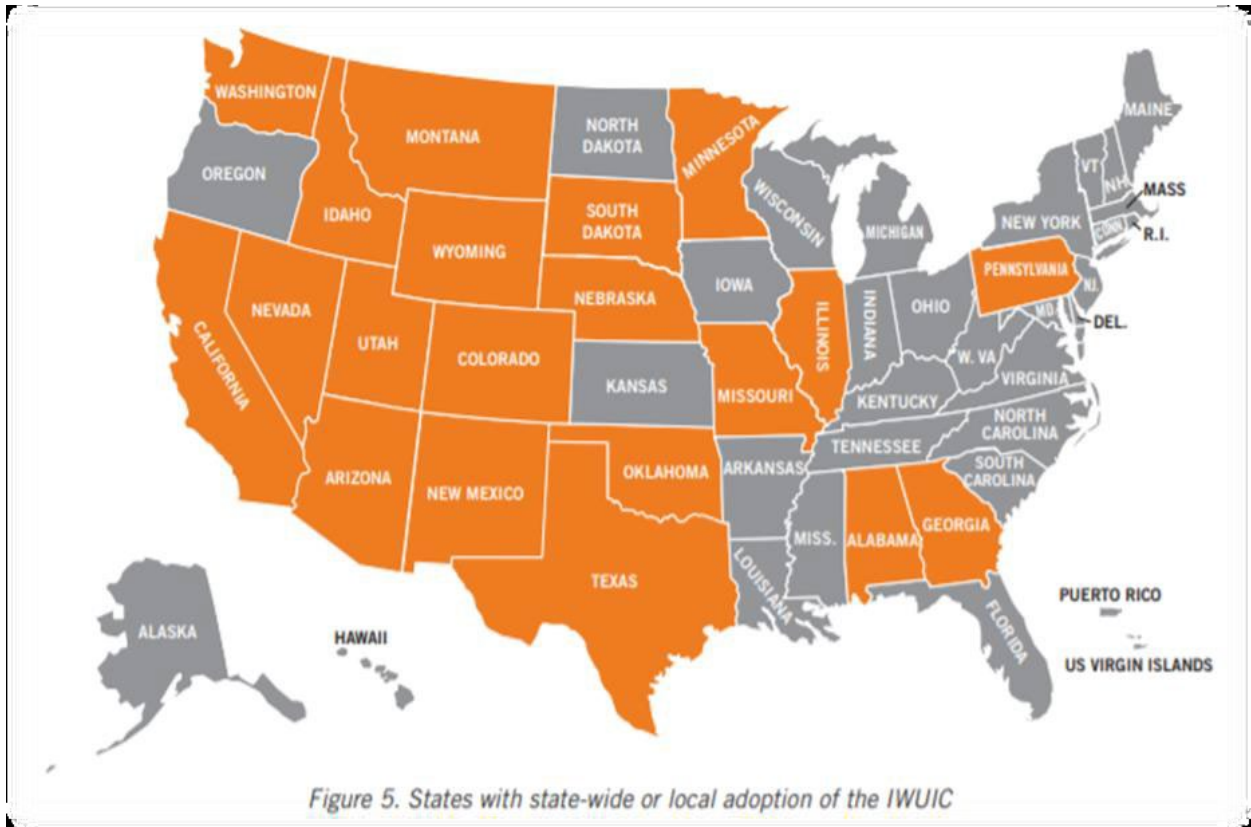 WASHINGTON
MONTANA
NORTH
DAKOTA
MINNESOTA
MAINE
OREGON
IDAHO
SOUTH
DAKOTA
WISCONSIN
MICHIGAN
NEW YORK
VT
NH
MASS
CONN.
R.I.
WYOMING
IOWA
PENNSYLVANIA
NJ.
NEVADA
NEBRASKA
ILLINOIS
INDIANA
OHIO
MD.
DEL.
CALIFORNIA
UTAH
COLORADO
KANSAS
MISSOURI
W. VA
VIRGINIA
KENTUCKY
NORTH
CAROLINA
TENNESSEE
SOUTH
CAROLINA
ARIZONA
NEW MEXICO
OKLAHOMA
ARKANSAS
MISS.
ALABAMA
GEORGIA
TEXAS
LOUISIANA
FLORIDA
PUERTO RICO
US VIRGIN ISLANDS
ALASKA
HAWAII
Figure 5. States with state-wide or local adoption of the IWUIC